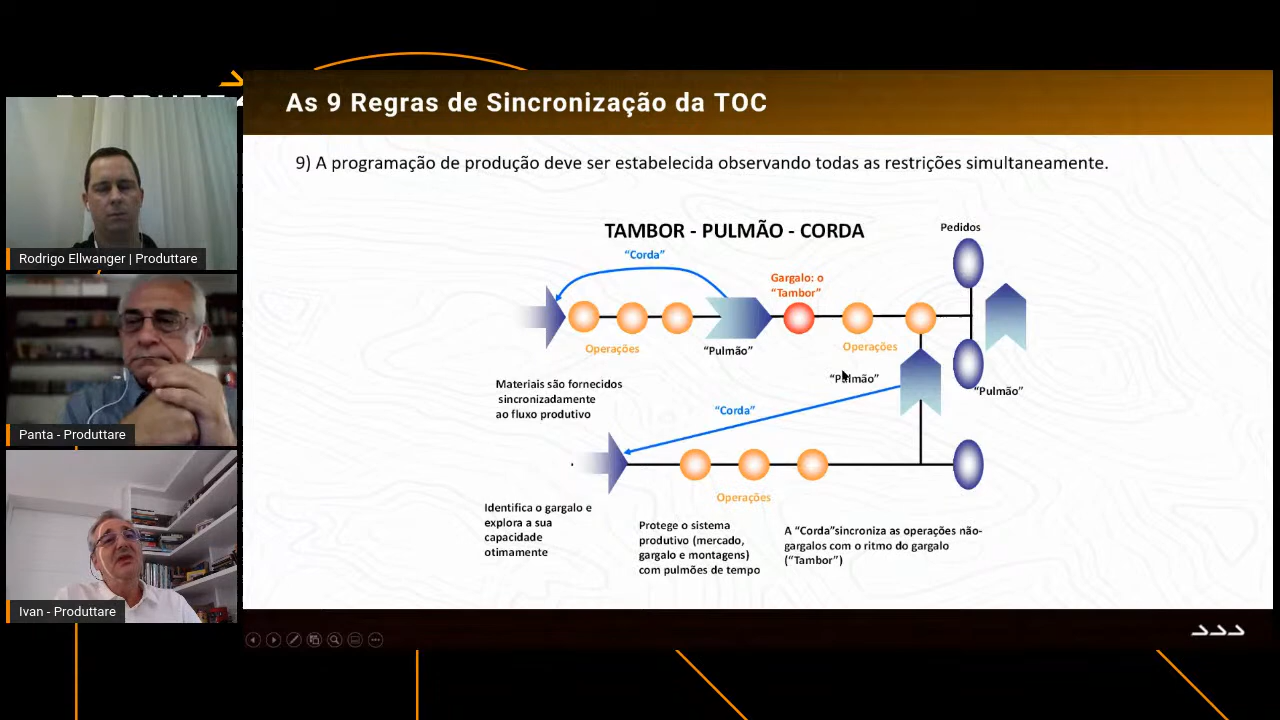 As 9 Regras de Sincronização da TOC
9) A programação de produção deve ser estabelecida observando todas as restrições simultaneamente.
TAMBOR - PULMÃO - CORDA
Pedidos
“Corda”
Gargalo: o
“Tambor”
Operações
“Pulmão”
Operações
“Pulmão”
“Pulmão”
Materiais são fornecidos
sincronizadamente
ao fluxo produtivo
“Corda”
Operações
Identifica o gargalo e
explora a sua
capacidade
otimamente
Protege o sistema
produtivo (mercado,
gargalo e montagens)
com pulmões de tempo
A “Corda”sincroniza as operações não-
gargalos com o ritmo do gargalo
(“Tambor”)
Rodrigo Ellwanger | Produttare
Panta - Produttare
Ivan - Produttare